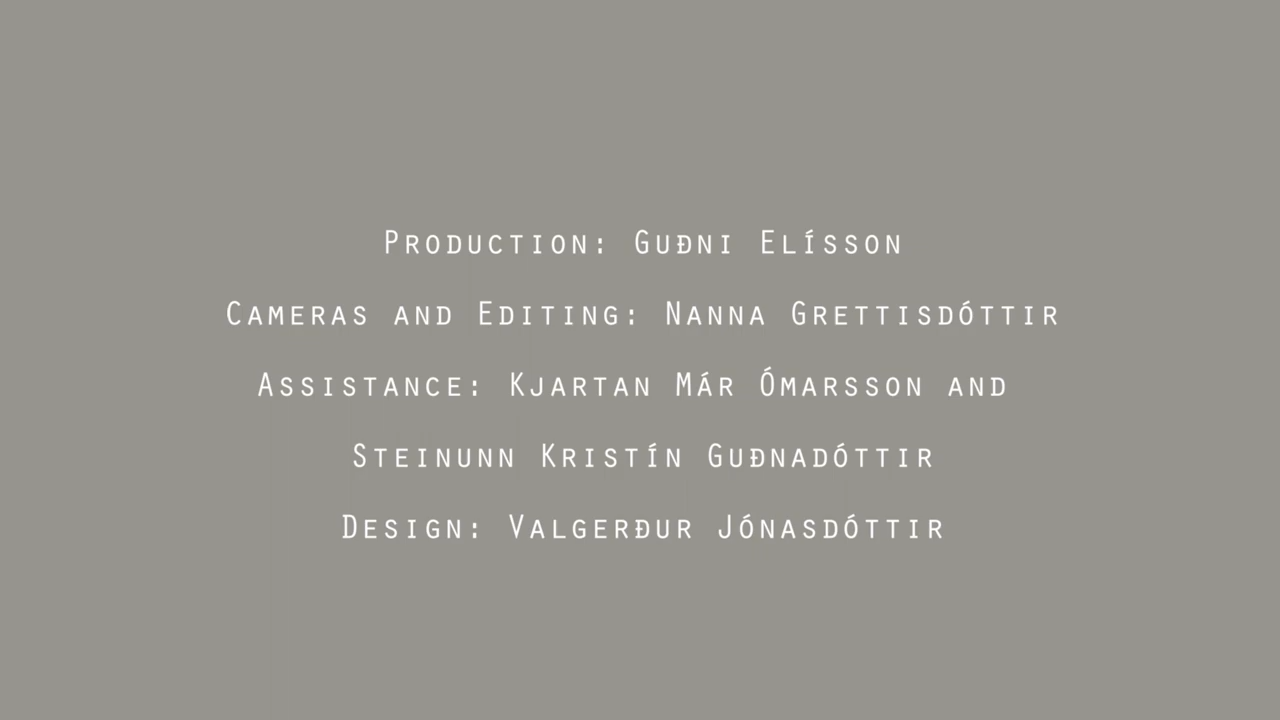 Production: Guðni Elísson
Cameras and Editing: Nanna Grettisdóttir
Assistance: Kjartan Már Ómarsson and
Steinunn Kristín Guðnadóttir
Design: Valgerður Jónasdóttir